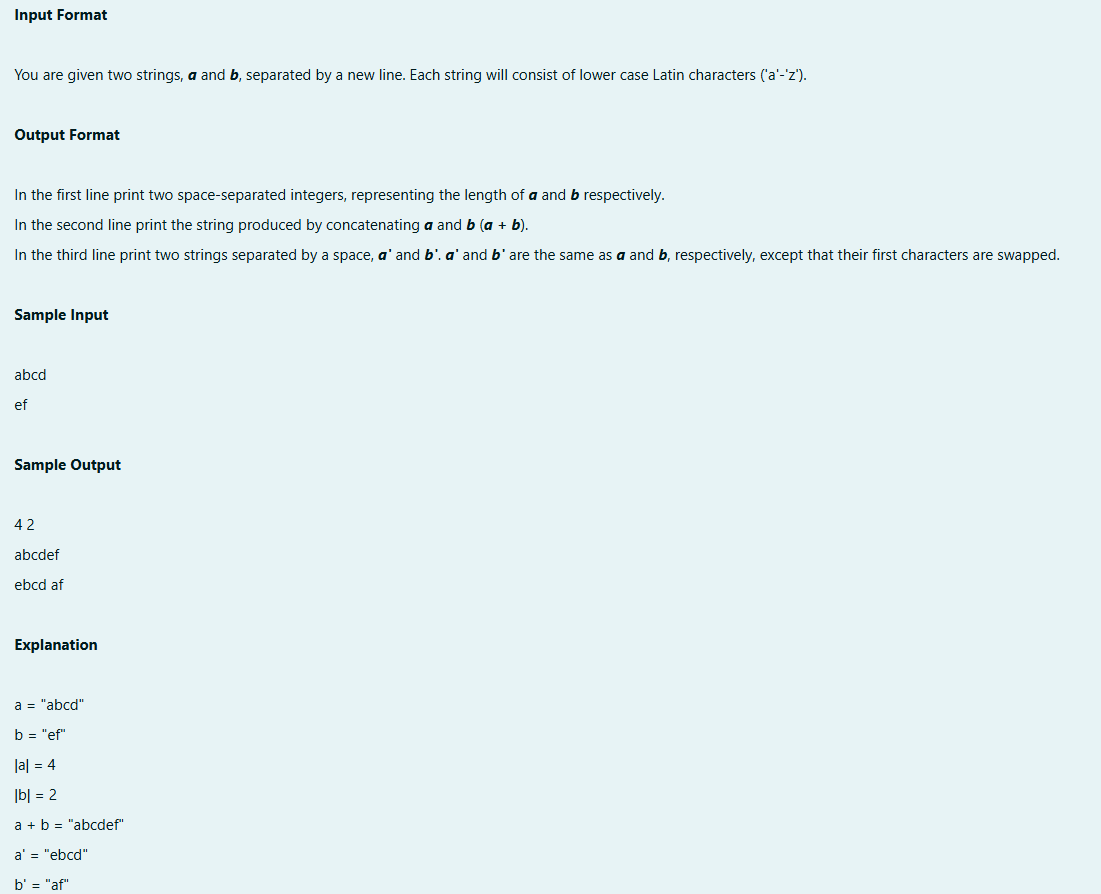 Input Format
You are given two strings, a and b, separated by a new line. Each string will consist of lower case Latin characters ('a'-'z').
Output Format
In the first line print two space-separated integers, representing the length of a and b respectively.
In the second line print the string produced by concatenating a and b (a + b).
In the third line print two strings separated by a space, a' and b'. a' and b' are the same as a and b, respectively, except that their first characters are swapped.
Sample Input
abcd
ef
Sample Output
4 2
abcdef
ebcd af
Explanation
a = "abcd"
b = "ef"
|a| = 4
|b| = 2
a + b = "abcdef"
a' = "ebcd"
b' = "af"